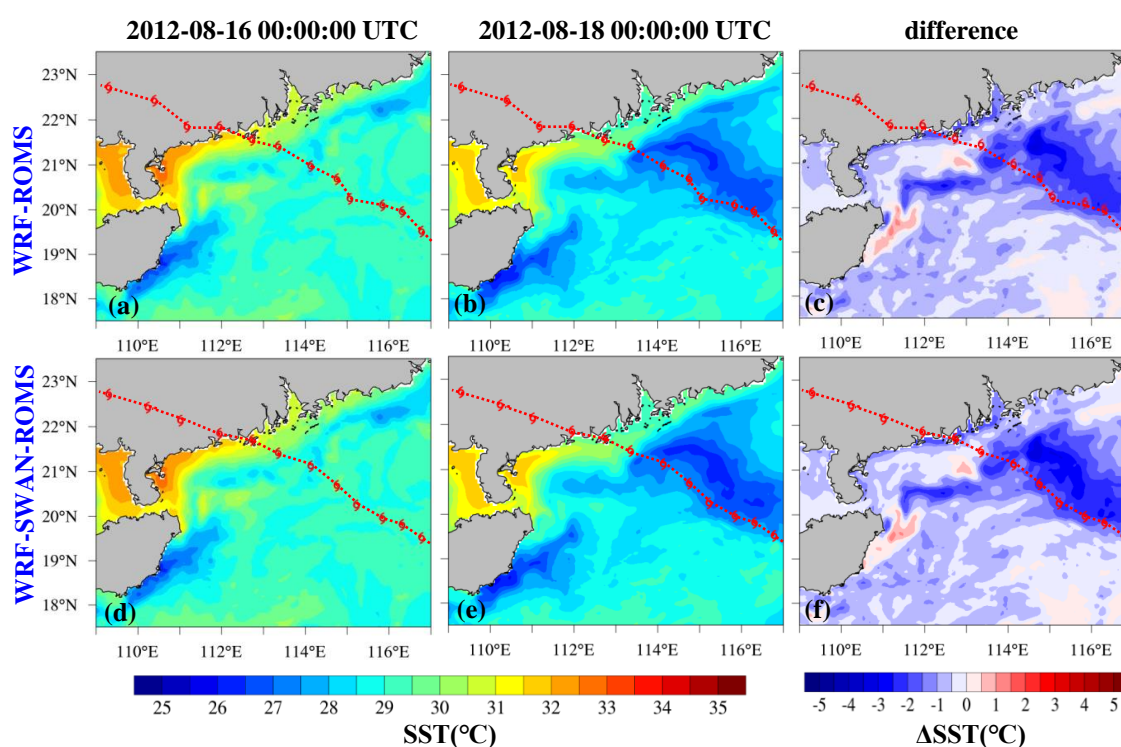 2012-08-16 00:00:00 UTC 2012-08-18 00:00:00 UTC difference
WRF-ROMS
23°N
22°N
21°N
20°N
19°N
18°N
(a) (b) (c)
110°E 112°E 114°E 116°E 110°E 112°E 114°E 116°E 110°E 112°E 114°E 116°E
WRF-SWAN-ROMS
23°N
22°N
21°N
20°N
19°N
18°N
(d) (e) (f)
110°E 112°E 114°E 116°E 110°E 112°E 114°E 116°E 110°E 112°E 114°E 116°E
25 26 27 28 29 30 31 32 33 34 35 -5 -4 -3 -2 -1 0 1 2 3 4 5
SST(°C) ΔSST(°C)